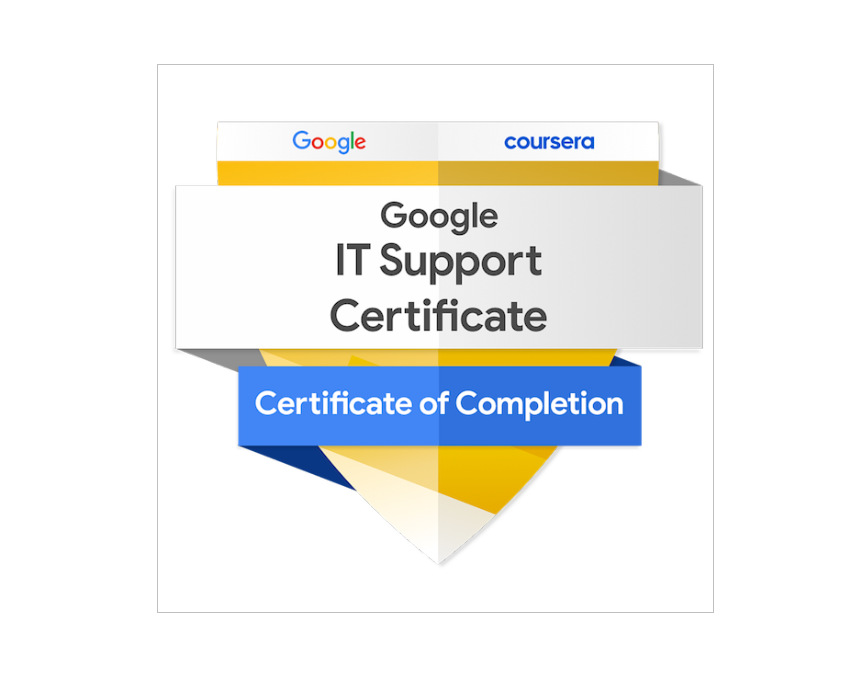 Google coursera
Google
IT Support
Certificate
Certificate of Completion